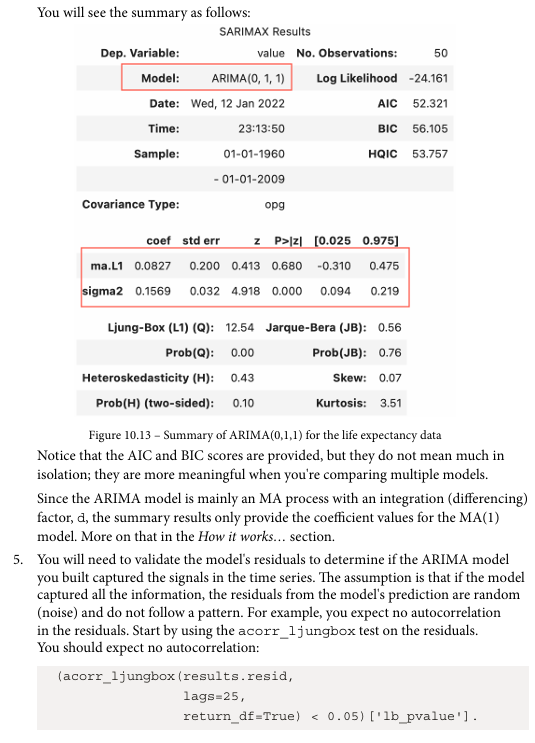 You will see the summary as follows:
SARIMAX Results
Dep. Variable: value No. Observations: 50
Model: ARIMA(0, 1, 1) Log Likelihood -24.161
Date: Wed, 12 Jan 2022 AIC 52.321
Time: 23:13:50 BIC 56.105
Sample: 01-01-1960 HQIC 53.757
- 01-01-2009
Covariance Type: opg
coef std err z P>|z| [0.025 0.975]
ma.L1 0.0827 0.200 0.413 0.680 -0.310 0.475
sigma2 0.1569 0.032 4.918 0.000 0.094 0.219
Ljung-Box (L1) (Q): 12.54 Jarque-Bera (JB): 0.56
Prob(Q): 0.00 Prob(JB): 0.76
Heteroskedasticity (H): 0.43 Skew: 0.07
Prob(H) (two-sided): 0.10 Kurtosis: 3.51
Figure 10.13 – Summary of ARIMA(0,1,1) for the life expectancy data
Notice that the AIC and BIC scores are provided, but they do not mean much in
isolation; they are more meaningful when you're comparing multiple models.
Since the ARIMA model is mainly an MA process with an integration (differencing)
factor, d, the summary results only provide the coefficient values for the MA(1)
model. More on that in the How it works… section.
5. You will need to validate the model's residuals to determine if the ARIMA model
you built captured the signals in the time series. The assumption is that if the model
captured all the information, the residuals from the model's prediction are random
(noise) and do not follow a pattern. For example, you expect no autocorrelation
in the residuals. Start by using the acorr_ljungbox test on the residuals.
You should expect no autocorrelation:
(acorr_ljungbox(results.resid,
lags=25,
return_df=True) < 0.05)['lb_pvalue'].